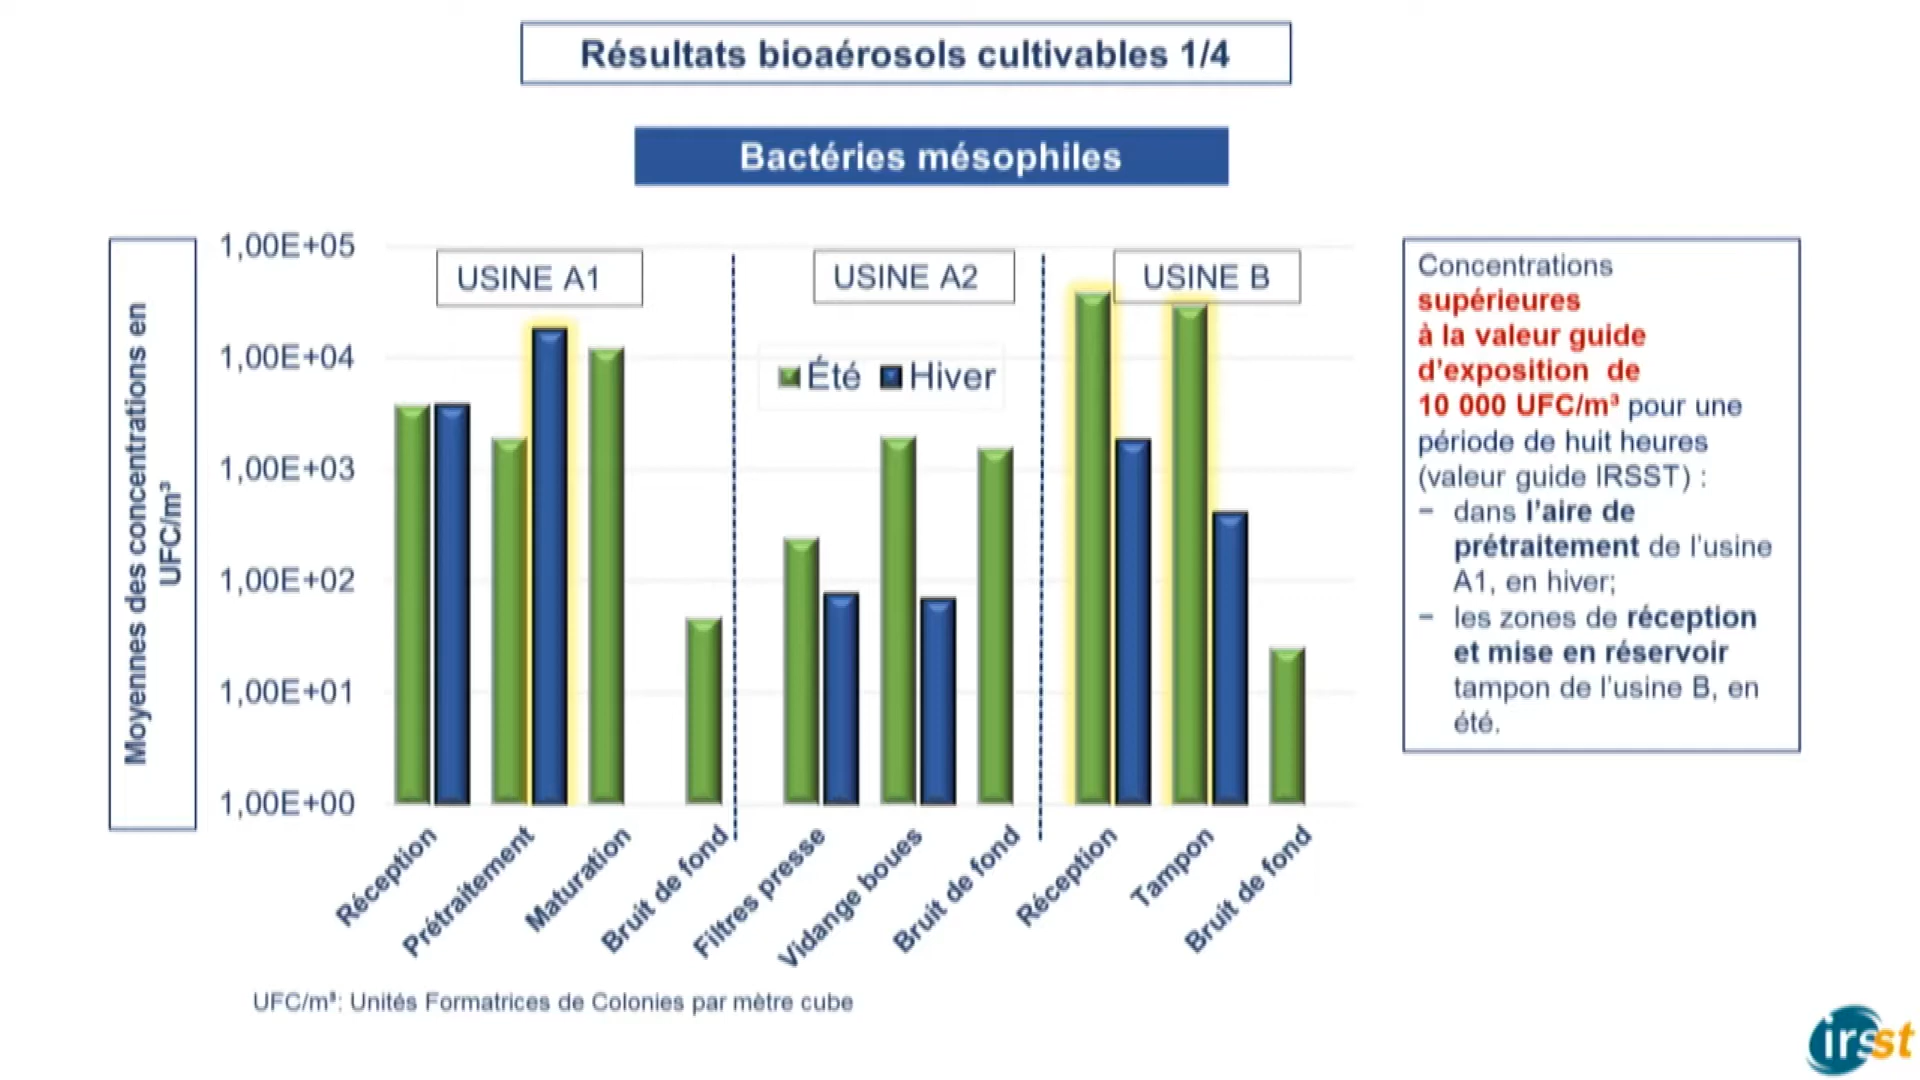 Résultats bioaérosols cultivables 1/4
Bactéries mésophiles
Moyennes des concentrations en
UFC/m³
1,00E+05
1,00E+04
1,00E+03
1,00E+02
1,00E+01
1,00E+00
USINE A1
USINE A2
USINE B
Été
Hiver
Réception
Prétraitement
Maturation
Bruit de fond
Filtres presse
Vidange boues
Bruit de fond
Réception
Tampon
Bruit de fond
Concentrations
supérieures
à la valeur guide
d'exposition de
10 000 UFC/m³ pour une
période de huit heures
(valeur guide IRSST) :
− dans l'aire de
prétraitement de l'usine
A1, en hiver;
− les zones de réception
et mise en réservoir
tampon de l'usine B, en
été.
UFC/m³: Unités Formatrices de Colonies par mètre cube
irsst